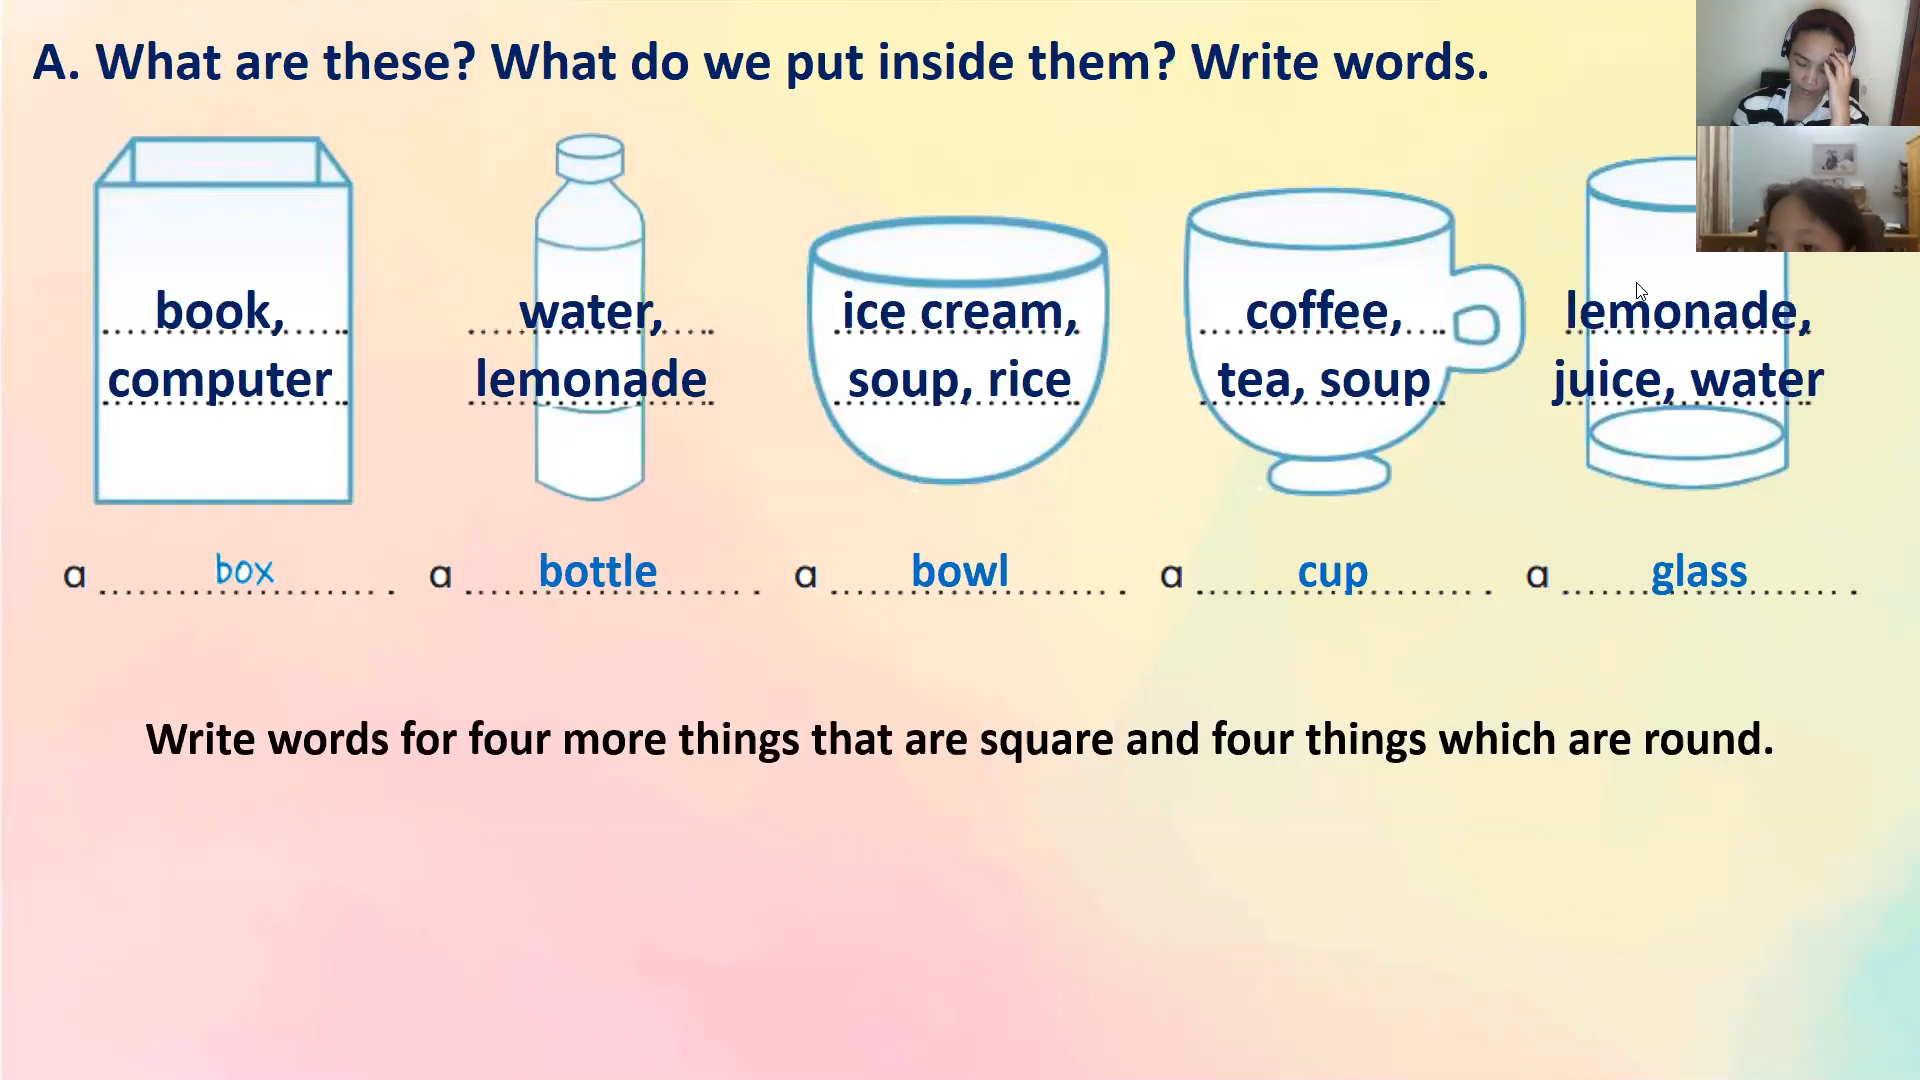 A. What are these? What do we put inside them? Write words.
book,
computer
water,
lemonade
ice cream,
soup, rice
coffee,
tea, soup
lemonade,
juice, water
a box.
a bottle.
a bowl.
a cup.
a glass.
Write words for four more things that are square and four things which are round.